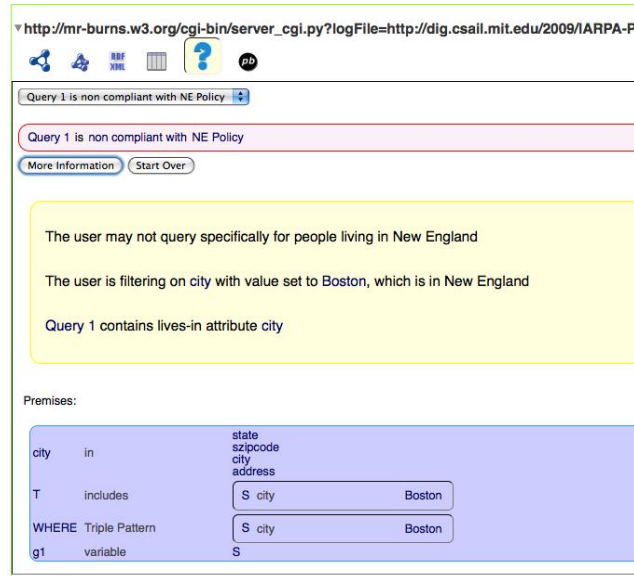 http://mr-burns.w3.org/cgi-bin/server_cgi.py?logFile=http://dig.csail.mit.edu/2009/IARPA-P
RDF
XML
?
pb
Query 1 is non compliant with NE Policy
Query 1 is non compliant with NE Policy
More Information Start Over
The user may not query specifically for people living in New England
The user is filtering on city with value set to Boston, which is in New England
Query 1 contains lives-in attribute city
Premises:
state
szipcode
city in city
address
T includes S city Boston
WHERE Triple Pattern S city Boston
g1 variable S